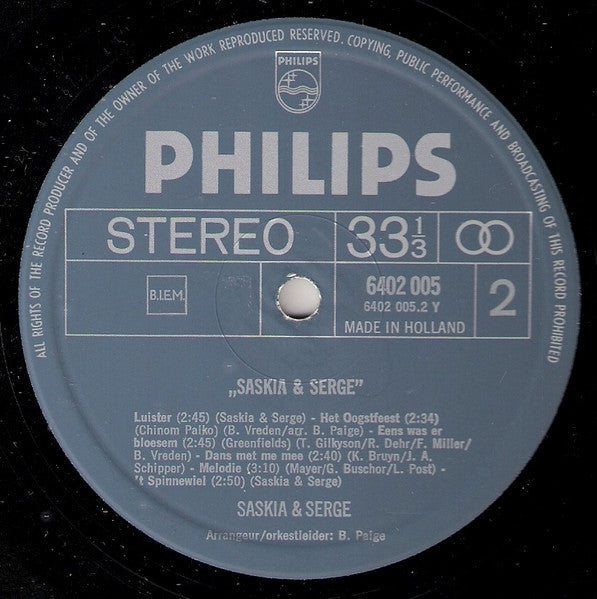 ALL RIGHTS OF THE RECORD PRODUCER AND OF THE OWNER OF THE WORK REPRODUCED RESERVED. COPYING, PUBLIC PERFORMANCE AND BROADCASTING OF THIS RECORD PROHIBITED
PHILIPS
PHILIPS
STEREO 33 1/3
B.I.E.M.
6402 005
6402 005.2 Y
MADE IN HOLLAND
2
„SASKIA & SERGE”
Luister (2:45) (Saskia & Serge) - Het Oogstfeest (2:34)
(Chinom Palko) (B. Vreden/arr. B. Paige) - Eens was er
bloesem (2:45) (Greenfields) (T. Gilkyson/R. Dehr/F. Miller/
B. Vreden) - Dans met me mee (2:40) (K. Bruyn/J. A.
Schipper) - Melodie (3:10) (Mayer/G. Buschor/L. Post) -
't Spinnewiel (2:50) (Saskia & Serge)
SASKIA & SERGE
Arrangeur/orkestleider: B. Paige